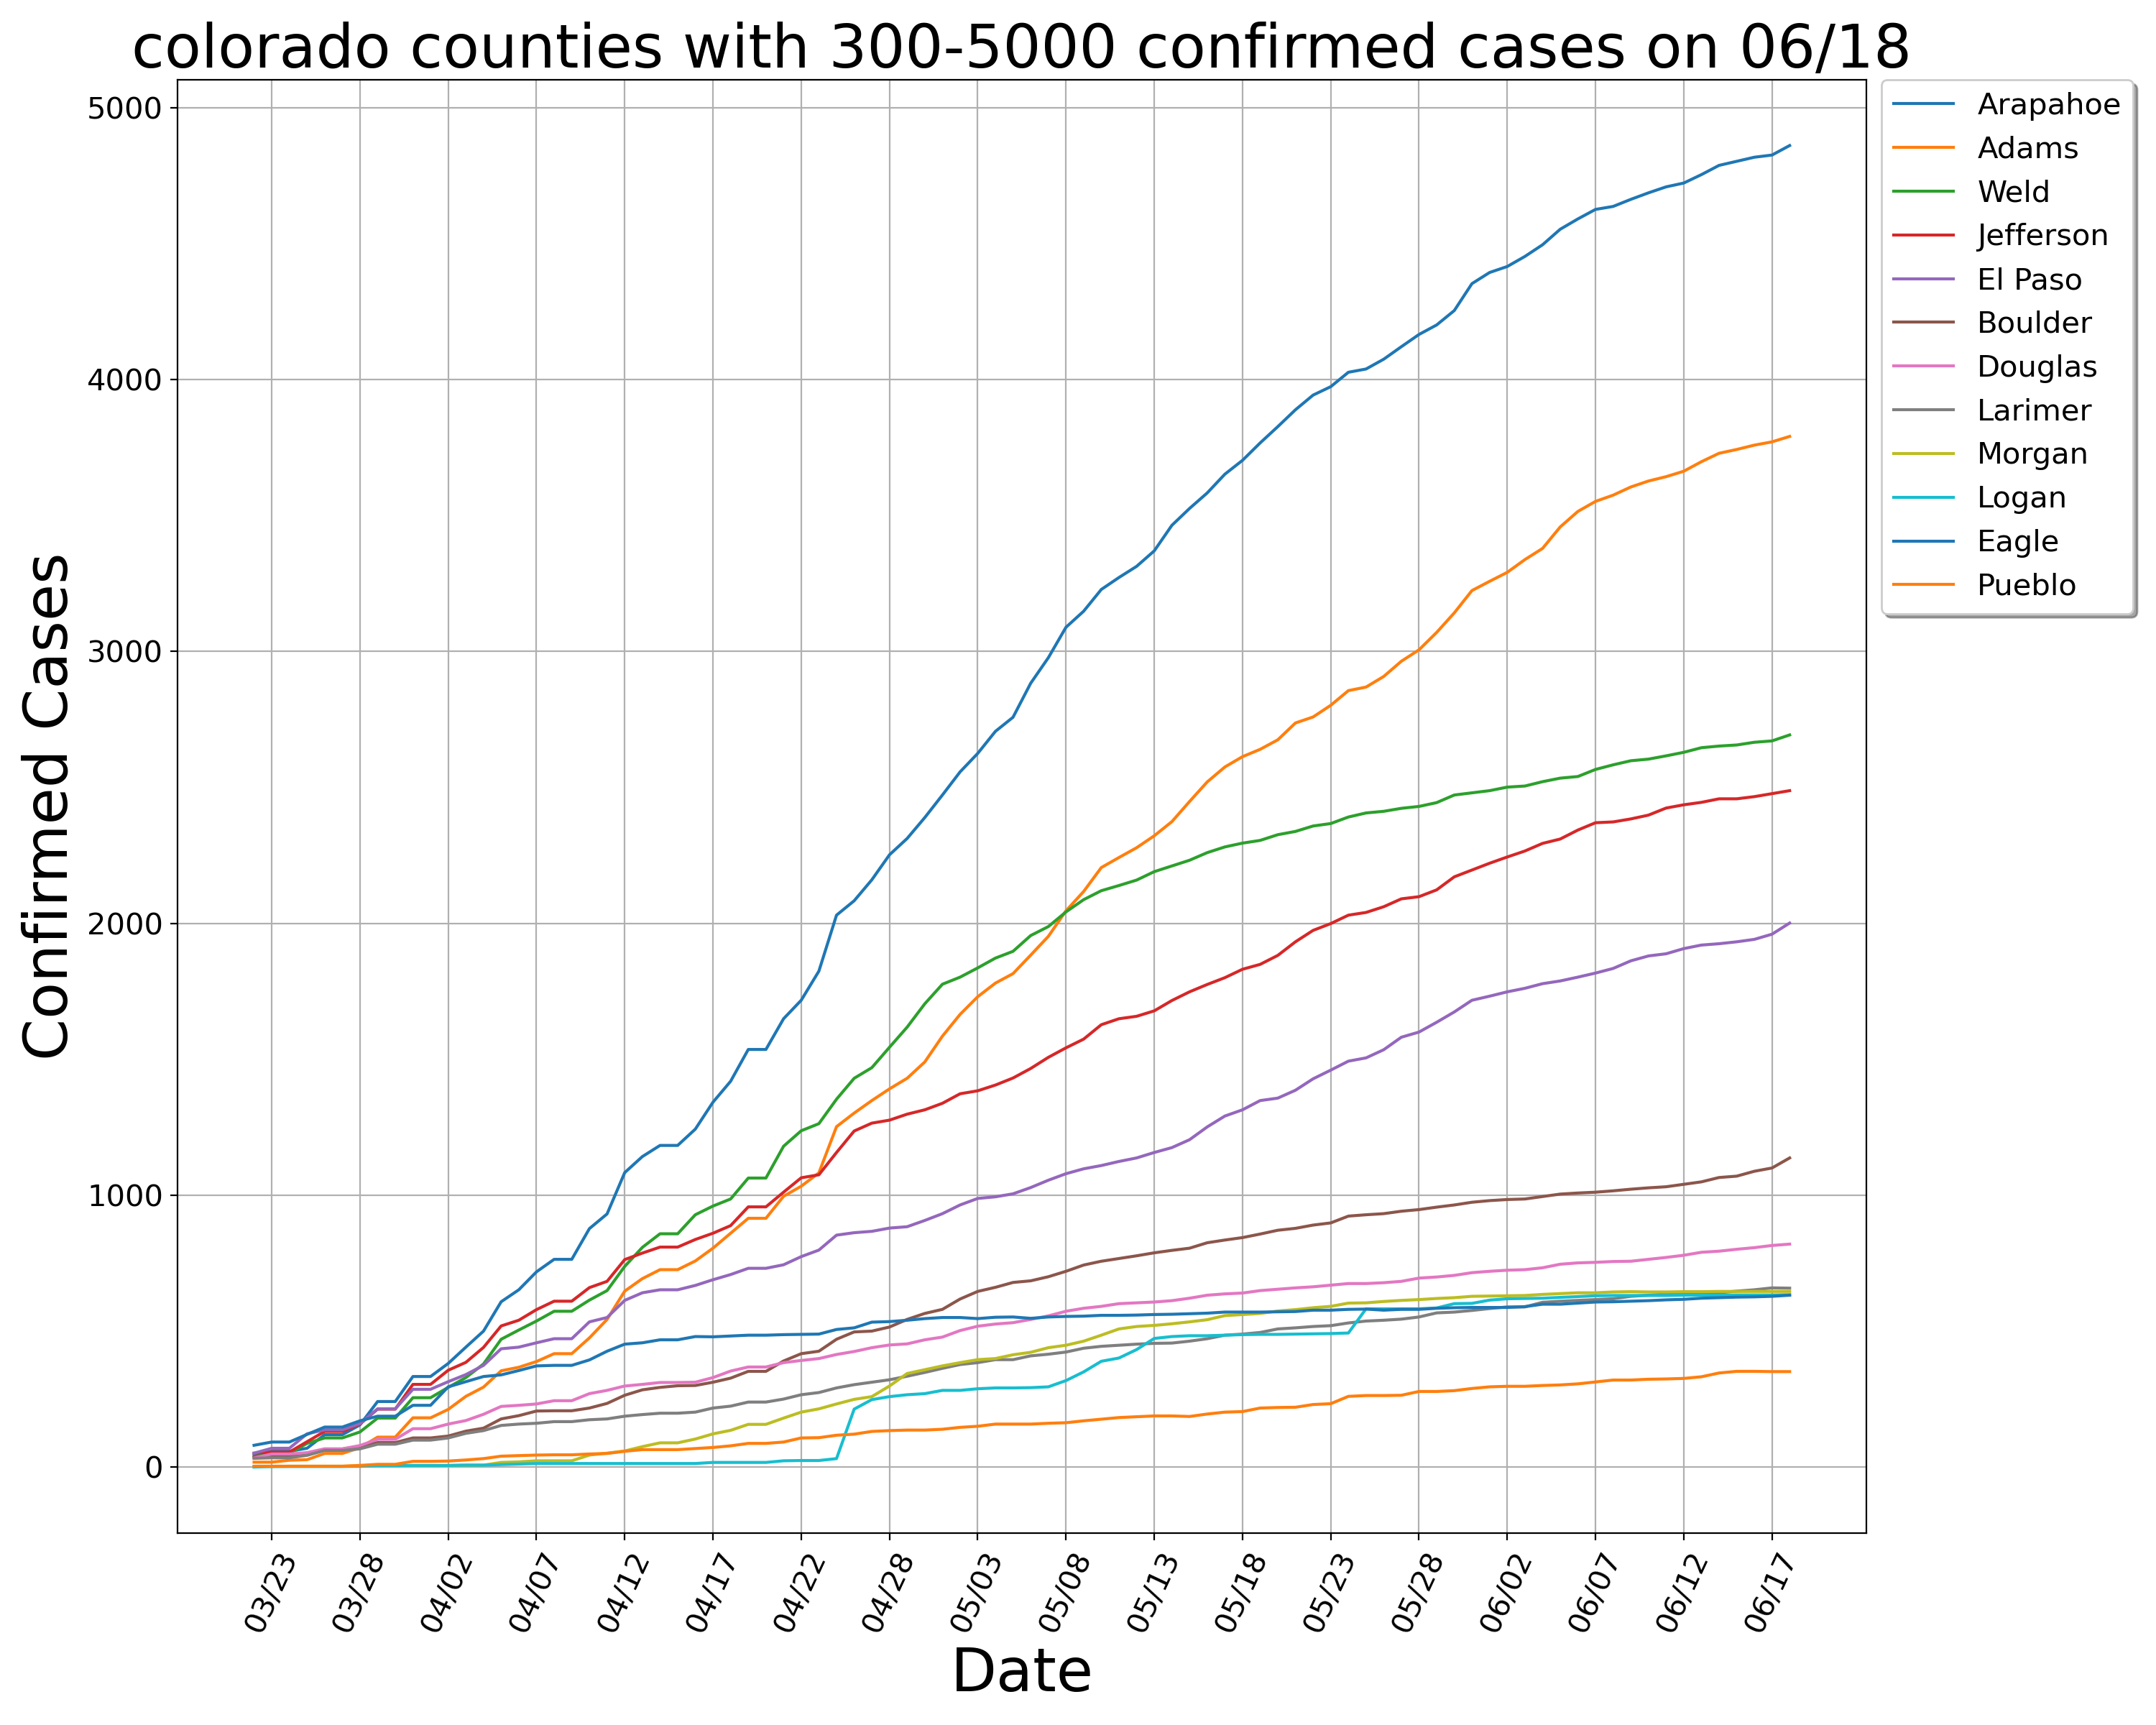 colorado counties with 300-5000 confirmed cases on 06/18
Confirmed Cases
5000
4000
3000
2000
1000
0
03/23
03/28
04/02
04/07
04/12
04/17
04/22
04/28
05/03
05/08
05/13
05/18
05/23
05/28
06/02
06/07
06/12
06/17
Date
Arapahoe
Adams
Weld
Jefferson
El Paso
Boulder
Douglas
Larimer
Morgan
Logan
Eagle
Pueblo